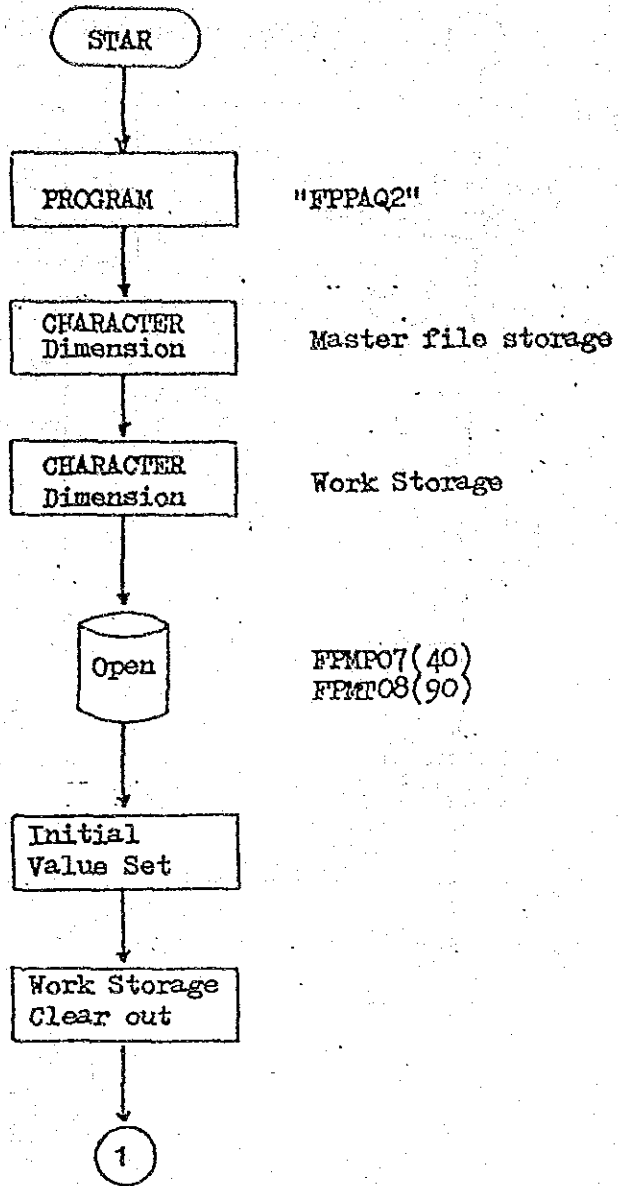 STAR
PROGRAM "FPPAQ2"
CHARACTER
Dimension
Master file storage
CHARACTER
Dimension
Work Storage
Open
FPMP07(40)
FPMT08(90)
Initial
Value Set
Work Storage
Clear out
1